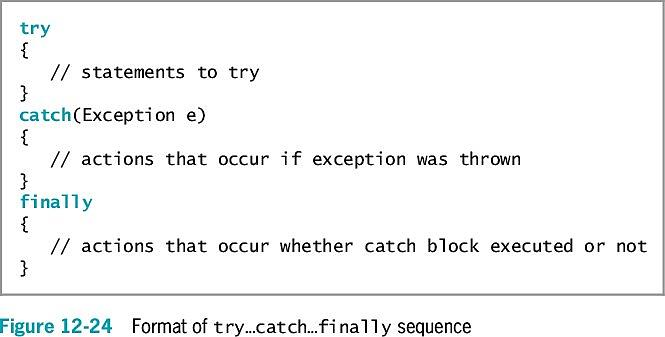 try
{
   // statements to try
}
catch(Exception e)
{
   // actions that occur if exception was thrown
}
finally
{
   // actions that occur whether catch block executed or not
}
Figure 12-24 Format of try…catch…finally sequence